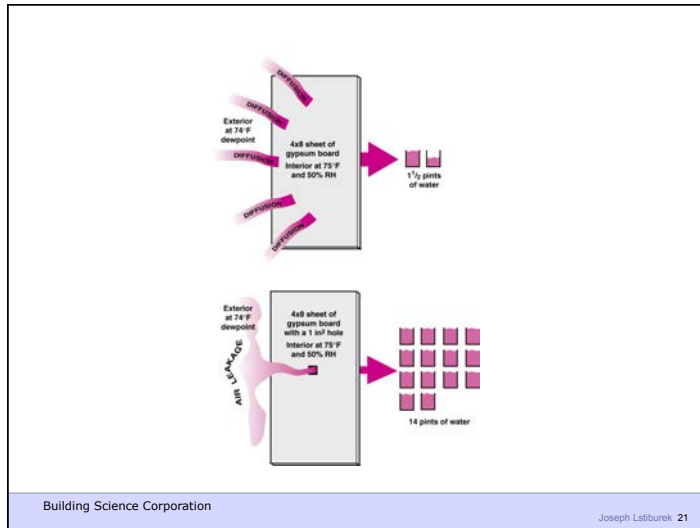 DIFFUSION
DIFFUSION
DIFFUSION
DIFFUSION
DIFFUSION
Exterior
at 74°F
dewpoint
4x8 sheet of
gypsum board
Interior at 75°F
and 50% RH
1 1/2 pints
of water
Exterior
at 74°F
dewpoint
AIR LEAKAGE
4x8 sheet of
gypsum board
with a 1 in² hole
Interior at 75°F
and 50% RH
14 pints of water
Building Science Corporation
Joseph Lstiburek 21